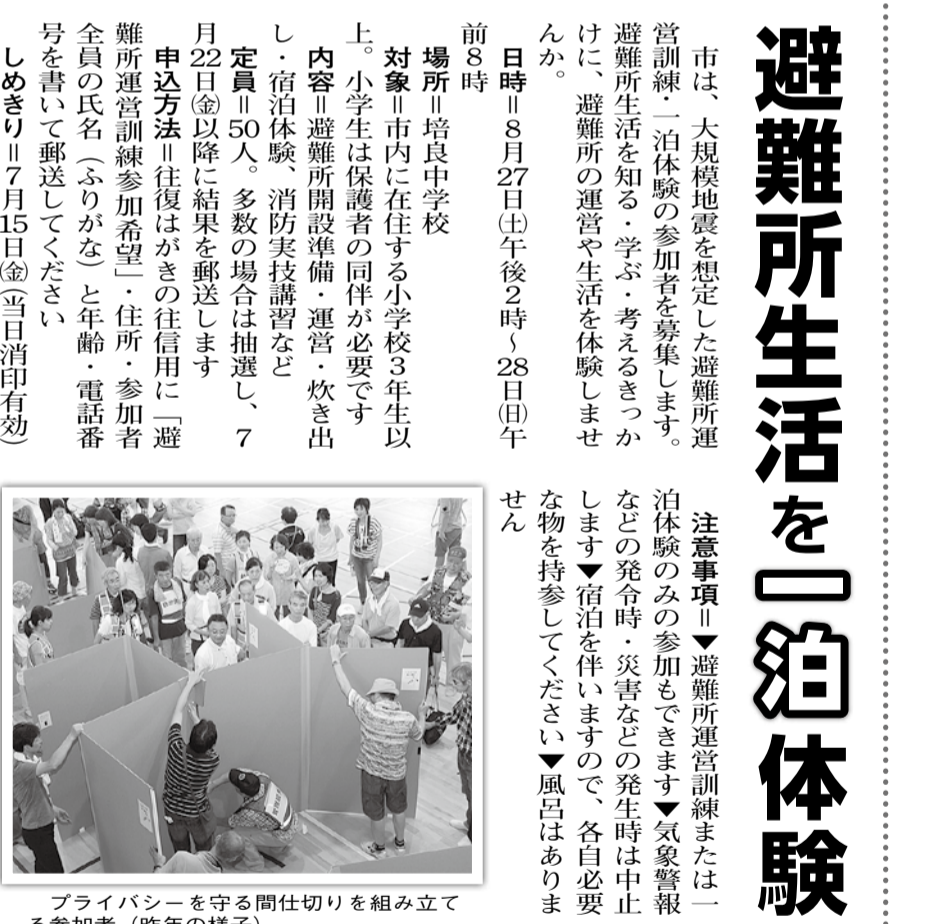 避難所生活を一泊体験
市は、大規模地震を想定した避難所運
営訓練・一泊体験の参加者を募集します。
避難所生活を知る・学ぶ・考えるきっか
けに、避難所の運営や生活を体験しませ
んか。
日時＝８月27日㈯午後２時〜28日㈰午
前８時
場所＝培良中学校
対象＝市内に在住する小学校３年生以
上。小学生は保護者の同伴が必要です
内容＝避難所開設準備・運営・炊き出
し・宿泊体験、消防実技講習など
定員＝50人。多数の場合は抽選し、７
月22日㈮以降に結果を郵送します
申込方法＝往復はがきの往信用に「避
難所運営訓練参加希望」・住所・参加者
全員の氏名（ふりがな）と年齢・電話番
号を書いて郵送してください
しめきり＝７月15日㈮（当日消印有効）
注意事項＝▼避難所運営訓練または一
泊体験のみの参加もできます▼気象警報
などの発令時・災害などの発生時は中止
します▼宿泊を伴いますので、各自必要
な物を持参してください▼風呂はありま
せん
プライバシーを守る間仕切りを組み立て
る参加者（昨年の様子）